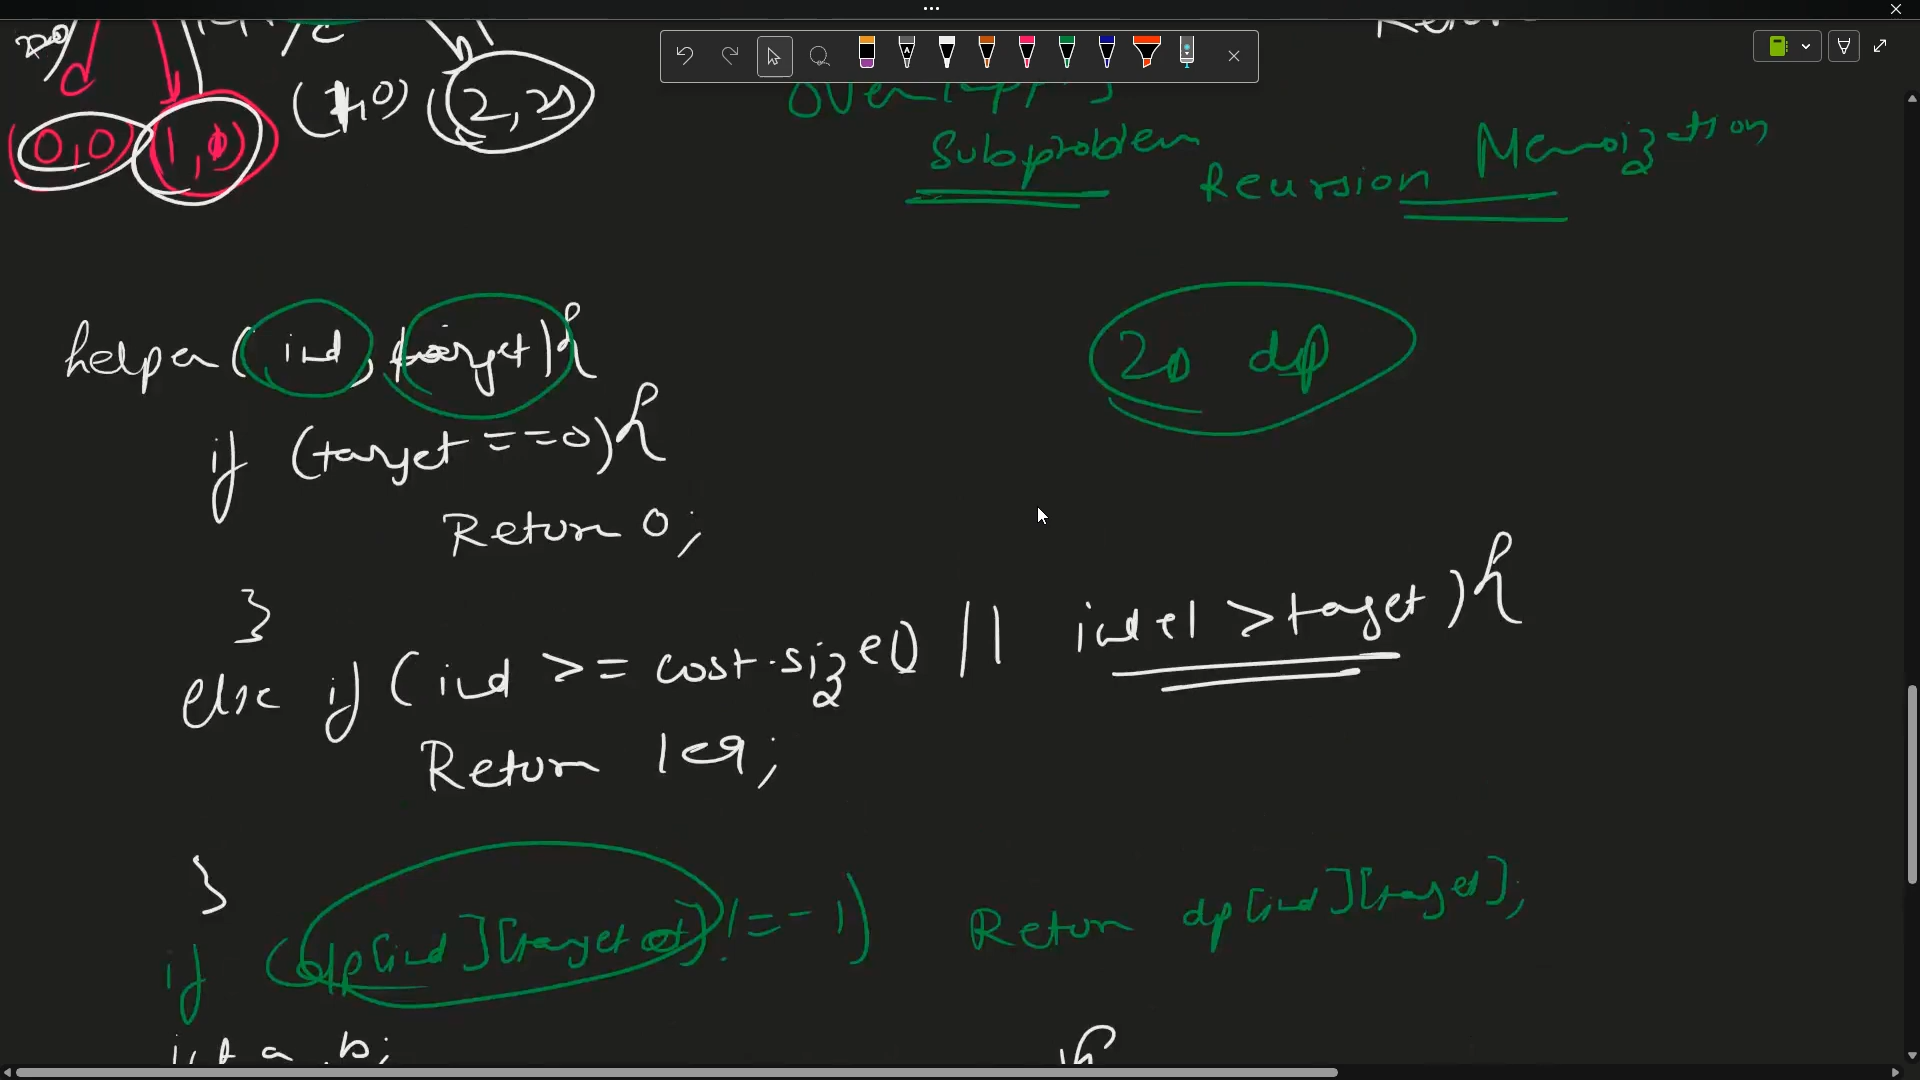 (0,0) (1,0) (2,2)
Subproblem
Recursion Memoization
helper(ind, target){
2D dp
if (target ==0){
Return 0;
}
else if (ind >= cost.size() || ind+1 >target){
Return 1e9;
}
if (dp[ind][target] != -1) Return dp[ind][target];
int a, b;